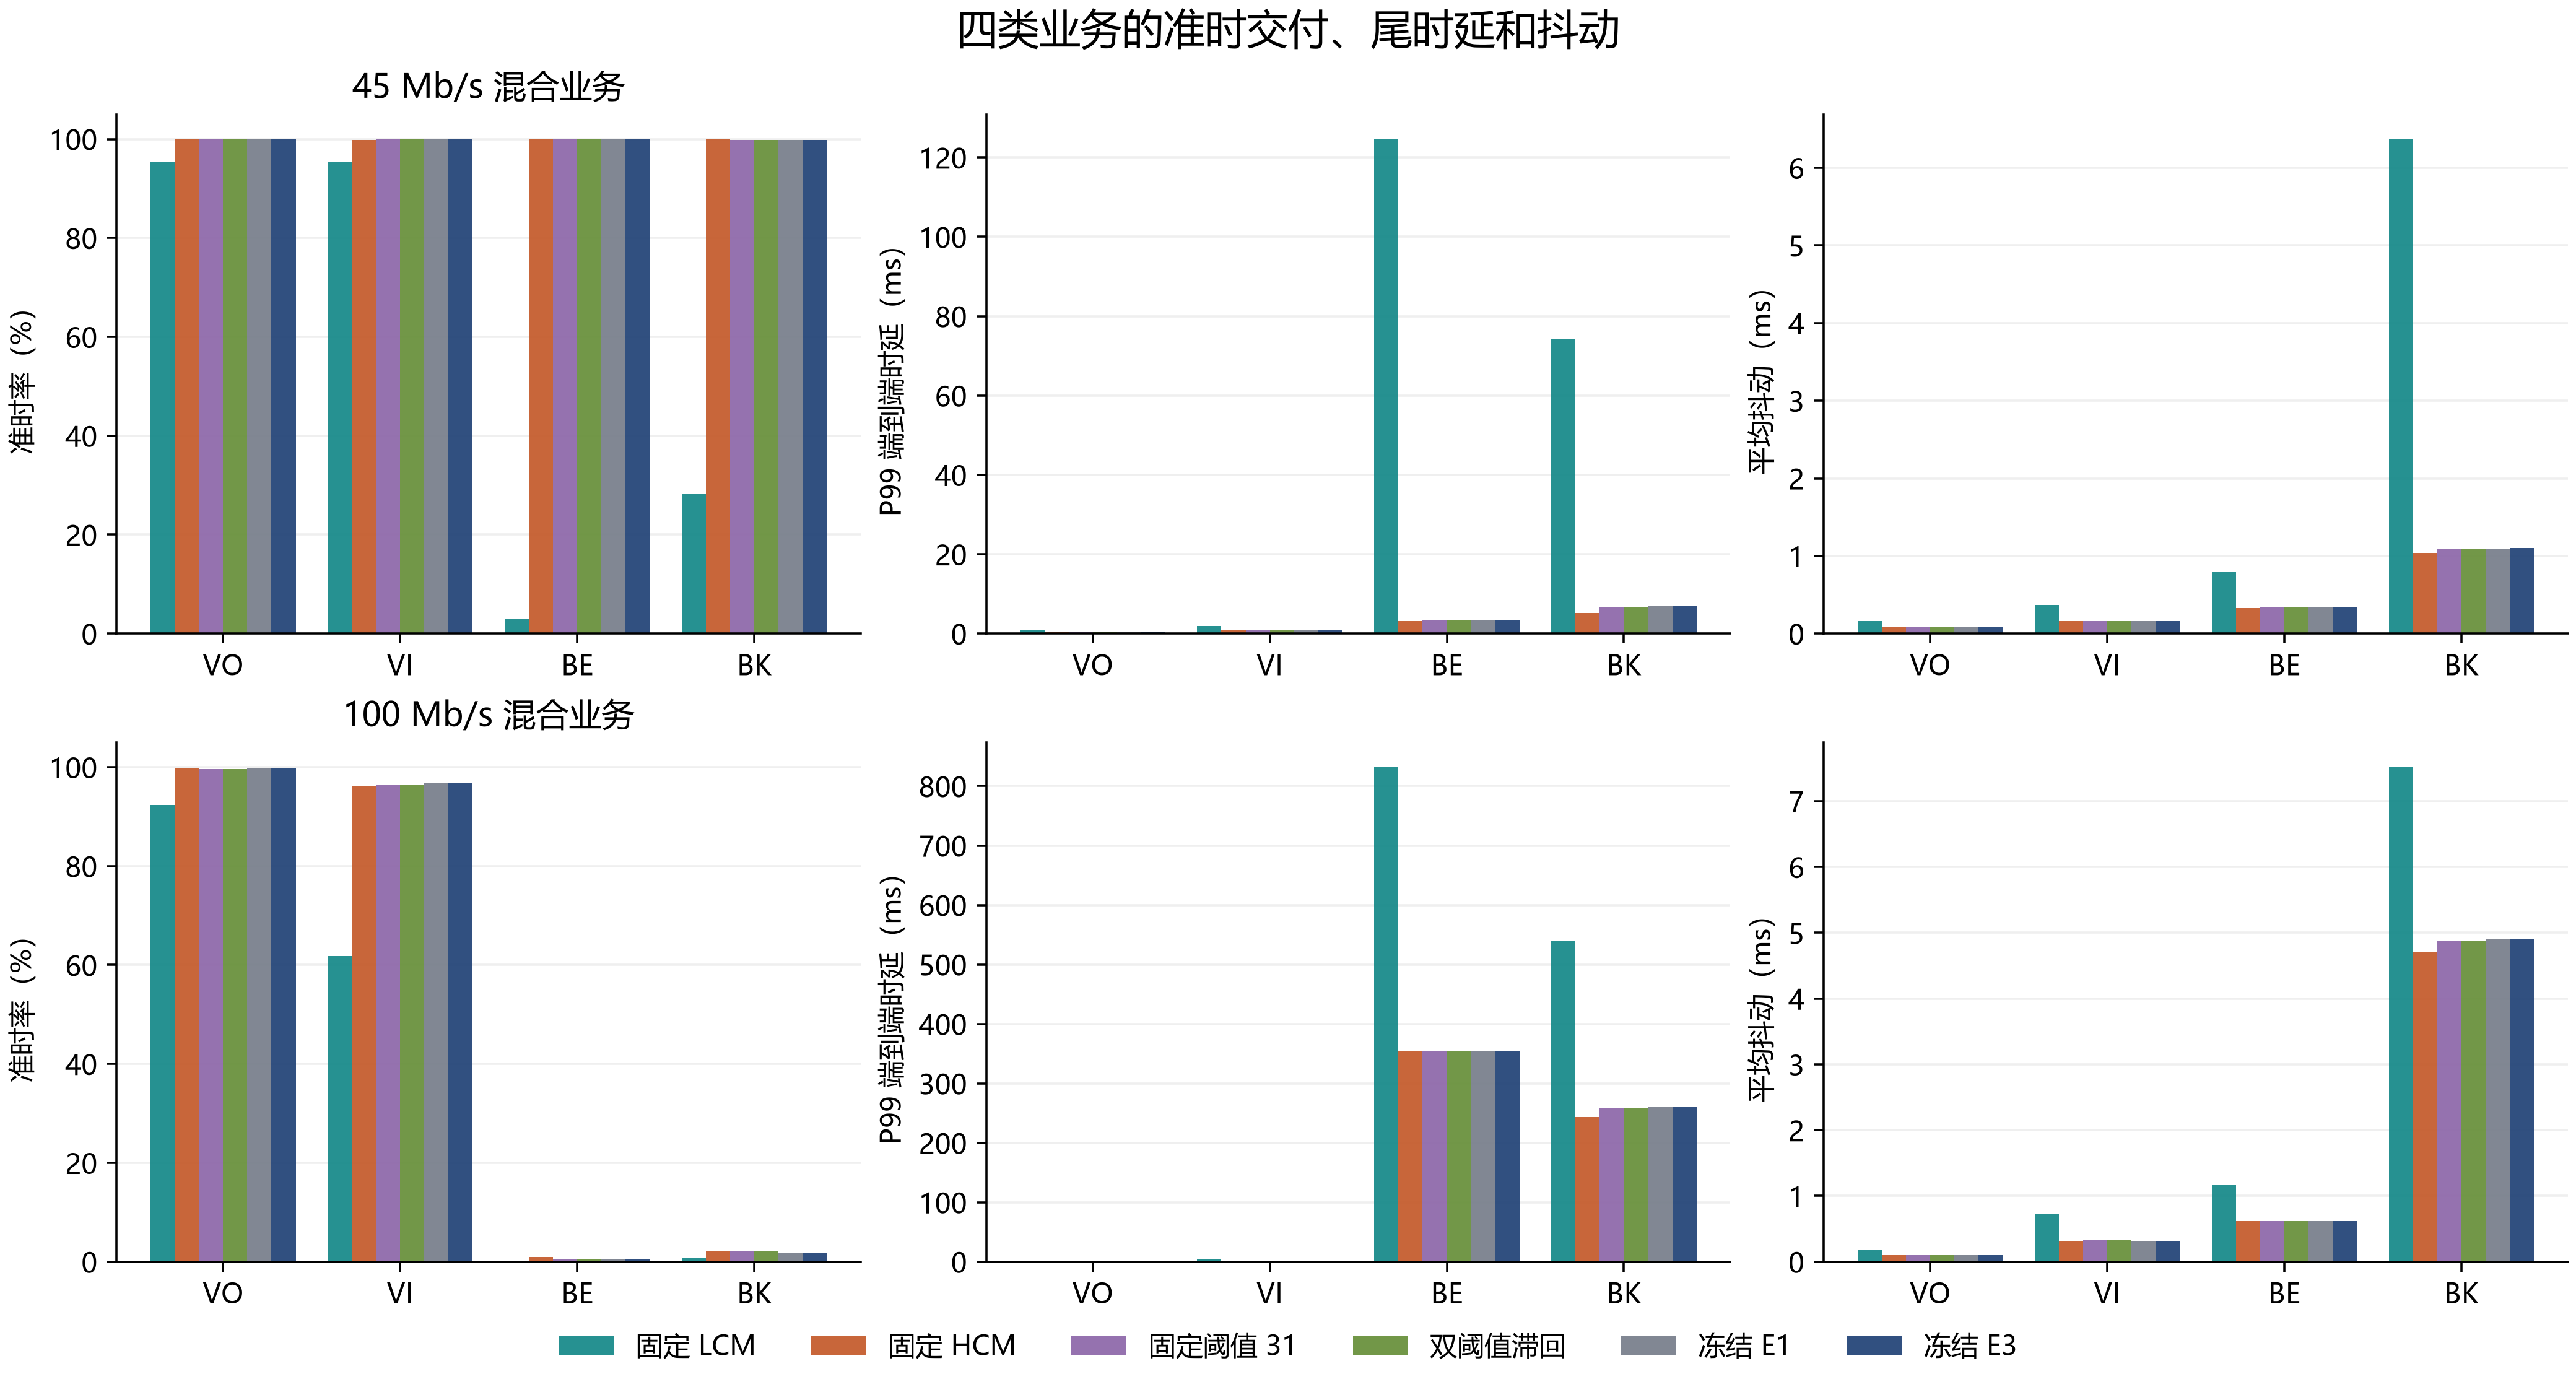 四类业务的准时交付、尾时延和抖动
45 Mb/s 混合业务
准时率（%）
100
80
60
40
20
0
VO VI BE BK
P99 端到端时延（ms）
120
100
80
60
40
20
0
VO VI BE BK
平均抖动（ms）
6
5
4
3
2
1
0
VO VI BE BK
100 Mb/s 混合业务
准时率（%）
100
80
60
40
20
0
VO VI BE BK
P99 端到端时延（ms）
800
700
600
500
400
300
200
100
0
VO VI BE BK
平均抖动（ms）
7
6
5
4
3
2
1
0
VO VI BE BK
固定 LCM 固定 HCM 固定阈值 31 双阈值滞回 冻结 E1 冻结 E3